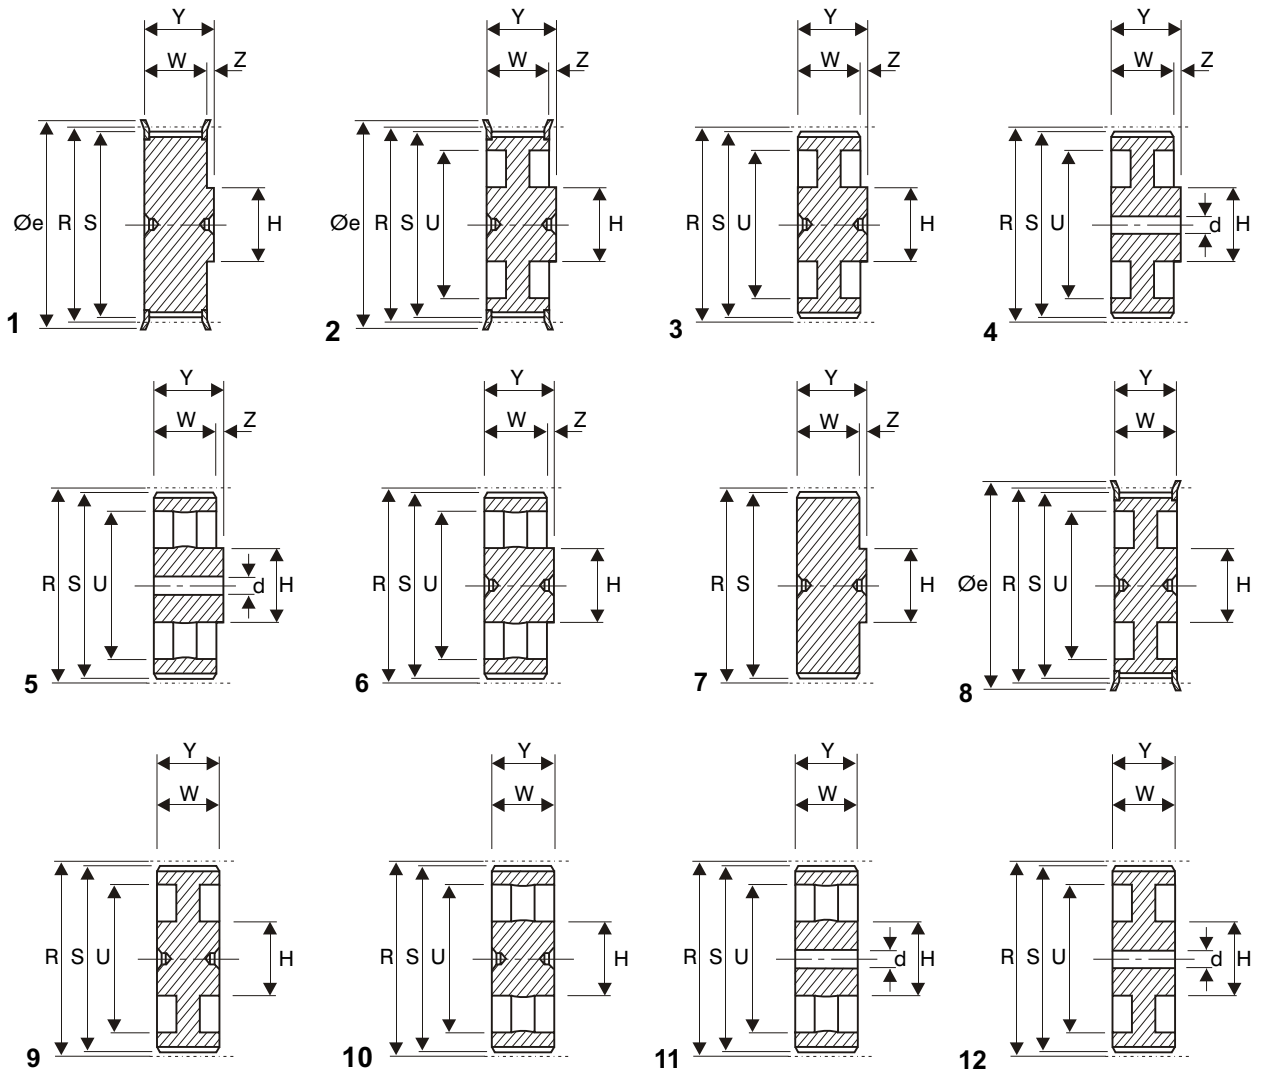 Y Y Y Y
W Z W Z W Z W Z
Øe R S H Øe R S U H R S U H R S U d H
1 2 3 4
Y Y Y Y
W Z W Z W Z W
R S U d H R S U H R S H Øe R S U H
5 6 7 8
Y Y Y Y
W W W W
R S U H R S U H R S U d H R S U d H
9 10 11 12